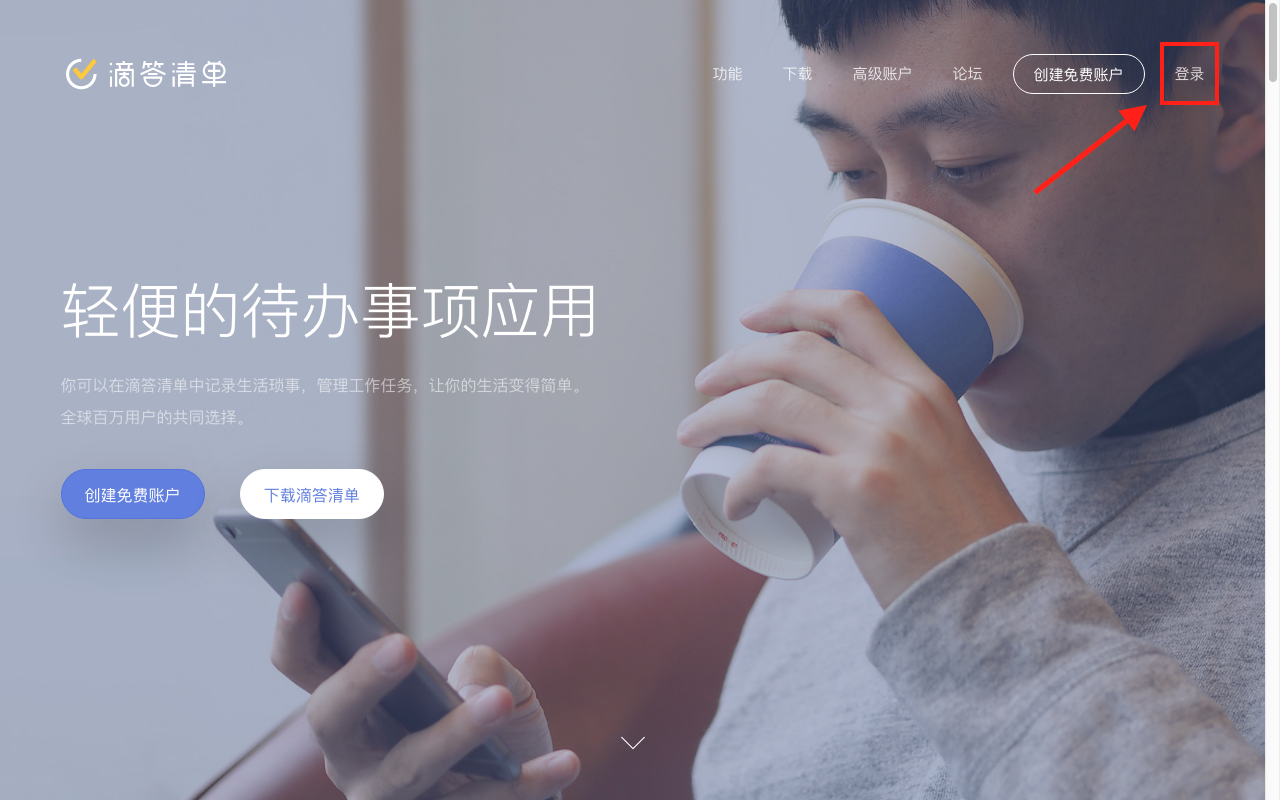 滴答清单
功能 下载 高级账户 论坛 创建免费账户 登录
轻便的待办事项应用
你可以在滴答清单中记录生活琐事，管理工作任务，让你的生活变得简单。
全球百万用户的共同选择。
创建免费账户 下载滴答清单